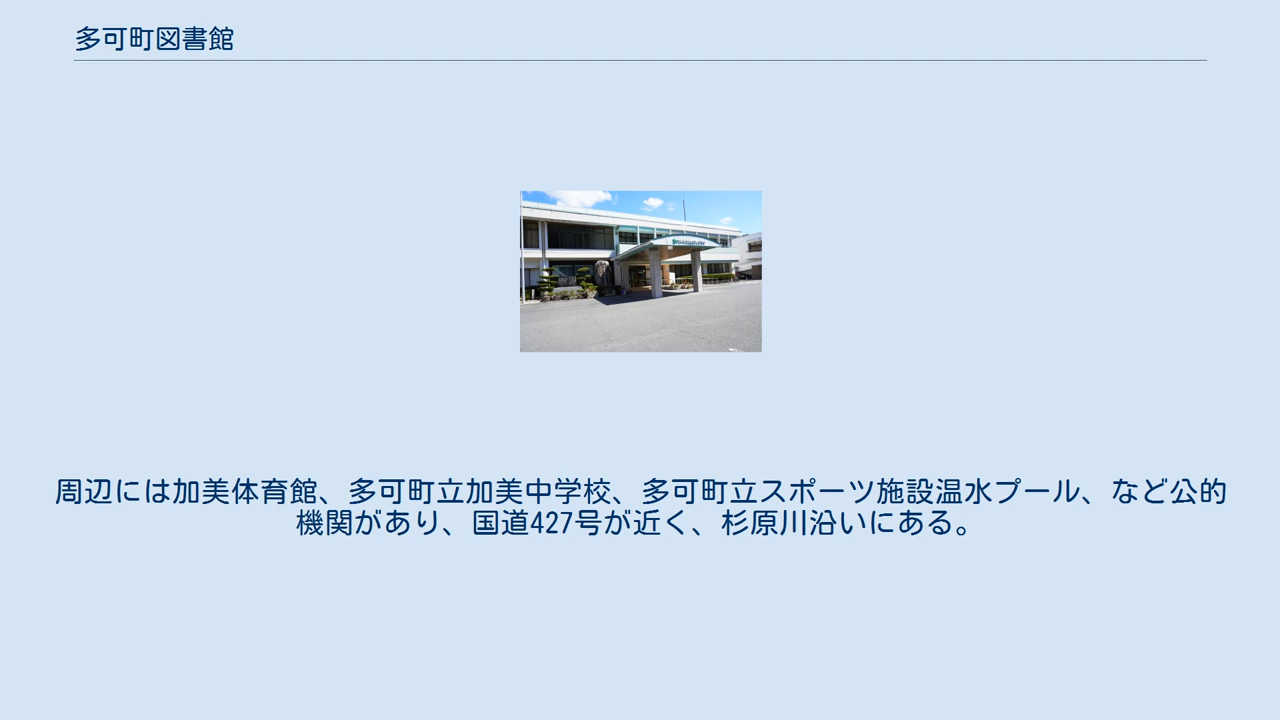 多可町図書館
周辺には加美体育館、多可町立加美中学校、多可町立スポーツ施設温水プール、など公的
機関があり、国道427号が近く、杉原川沿いにある。